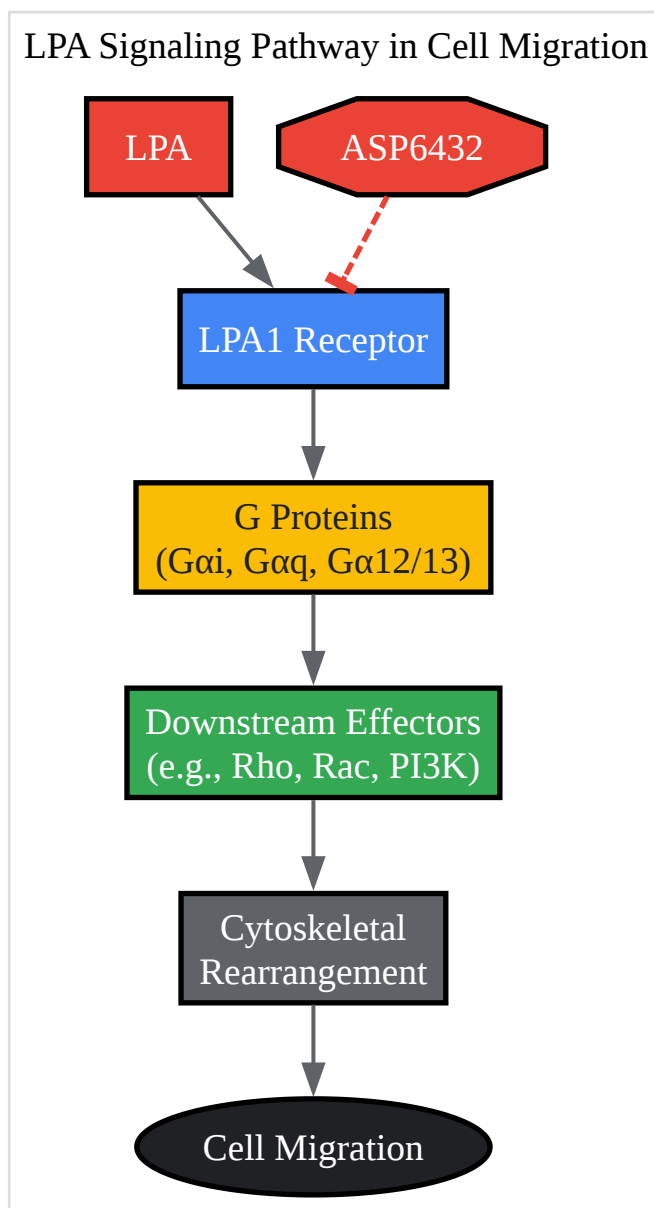 LPA Signaling Pathway in Cell Migration
LPA
ASP6432
LPA1 Receptor
G Proteins
(Gαi, Gαq, Gα12/13)
Downstream Effectors
(e.g., Rho, Rac, PI3K)
Cytoskeletal
Rearrangement
Cell Migration